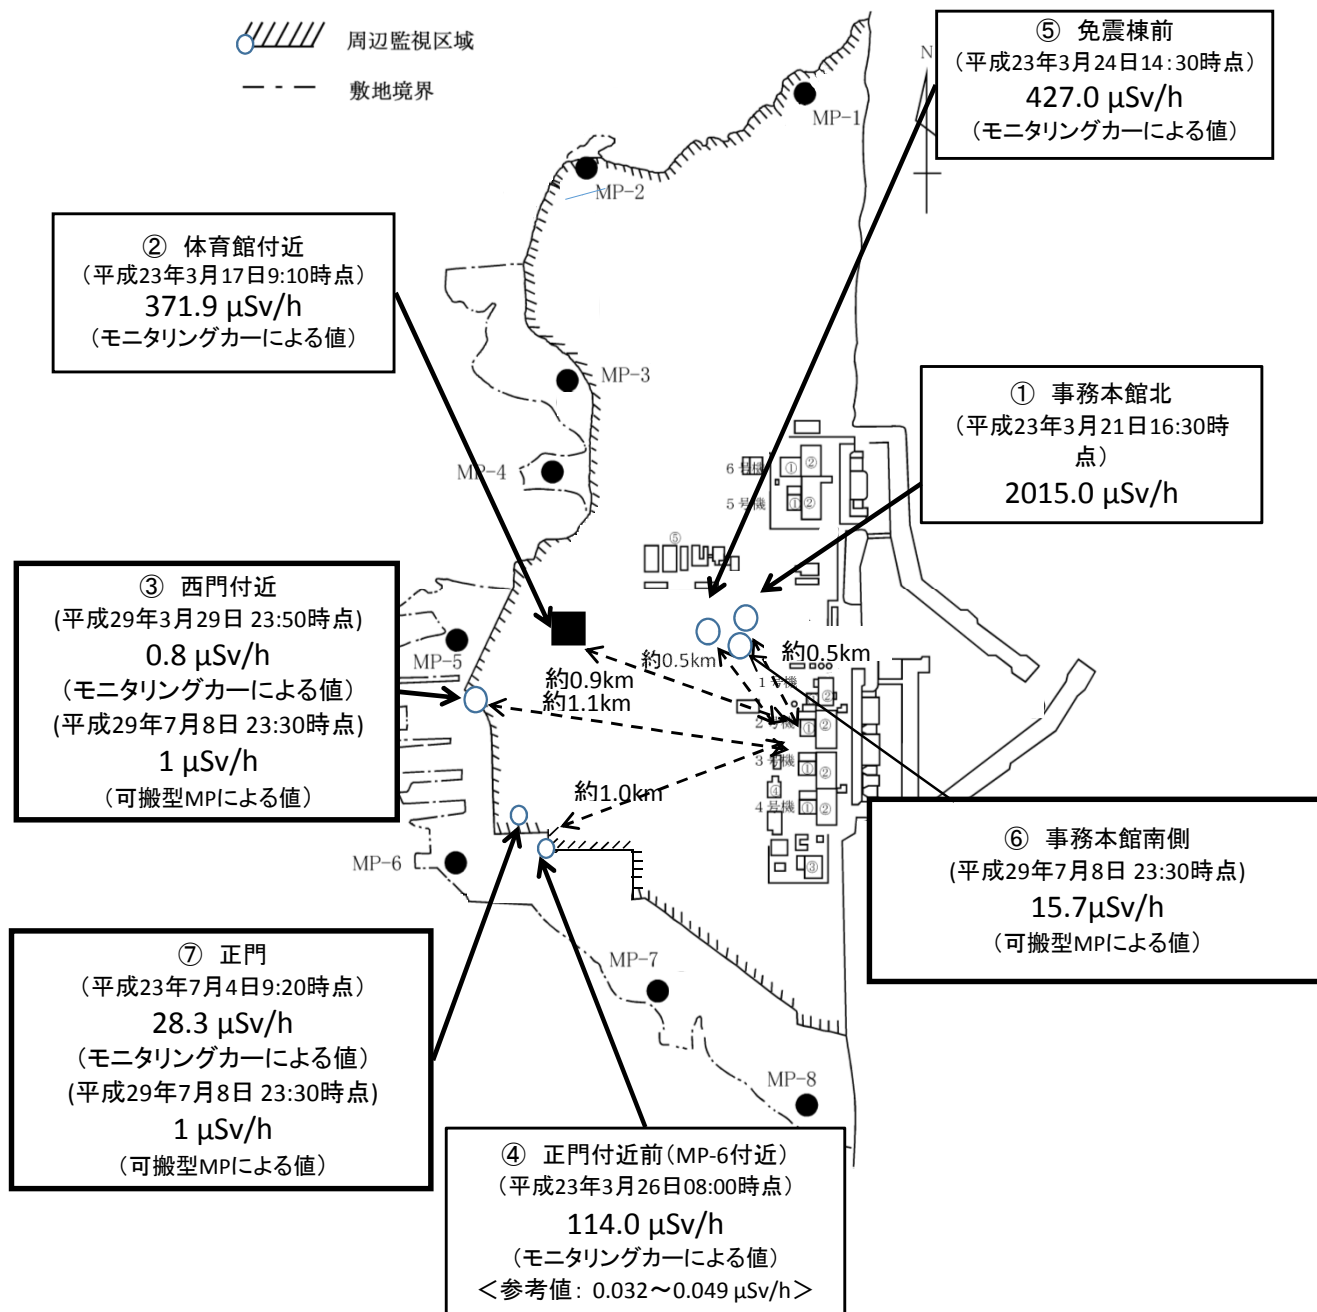 周辺監視区域
敷地境界
⑤ 免震棟前
(平成23年3月24日14:30時点)
427.0 μSv/h
(モニタリングカーによる値)
N
MP-1
MP-2
② 体育館付近
(平成23年3月17日9:10時点)
371.9 μSv/h
(モニタリングカーによる値)
MP-3
① 事務本館北
(平成23年3月21日16:30時
点)
2015.0 μSv/h
MP-4
6号機
① ②
5号機
① ②
⑤
③ 西門付近
(平成29年3月29日 23:50時点)
0.8 μSv/h
(モニタリングカーによる値)
(平成29年7月8日 23:30時点)
1 μSv/h
(可搬型MPによる値)
MP-5
約0.5km
約0.5km
約0.9km
約1.1km
1号機
②
2号機
① ②
3号機
① ②
約1.0km
④
4号機
① ②
③
MP-6
⑥ 事務本館南側
(平成29年7月8日 23:30時点)
15.7μSv/h
(可搬型MPによる値)
⑦ 正門
(平成23年7月4日9:20時点)
28.3 μSv/h
(モニタリングカーによる値)
(平成29年7月8日 23:30時点)
1 μSv/h
(可搬型MPによる値)
MP-7
MP-8
④ 正門付近前(MP-6付近)
(平成23年3月26日08:00時点)
114.0 μSv/h
(モニタリングカーによる値)
<参考値: 0.032~0.049 μSv/h>